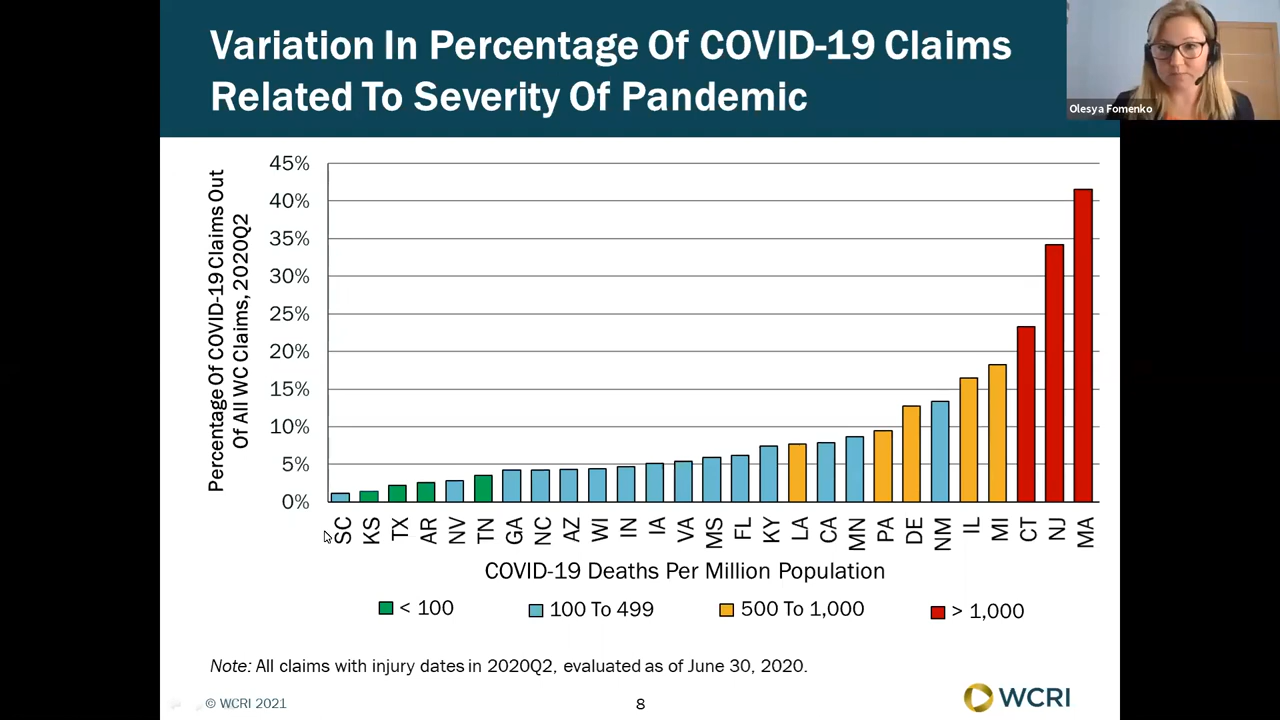 Variation In Percentage Of COVID-19 Claims
Related To Severity Of Pandemic
Olesya Fomenko
Percentage Of COVID-19 Claims Out
Of All WC Claims, 2020Q2
45%
40%
35%
30%
25%
20%
15%
10%
5%
0%
SC KS TX AR NV TN GA NC AZ WI IN IA VA MS FL KY LA CA MN PA DE NM IL MI CT NJ MA
COVID-19 Deaths Per Million Population
< 100 100 To 499 500 To 1,000 > 1,000
Note: All claims with injury dates in 2020Q2, evaluated as of June 30, 2020.
© WCRI 2021
8
WCRI